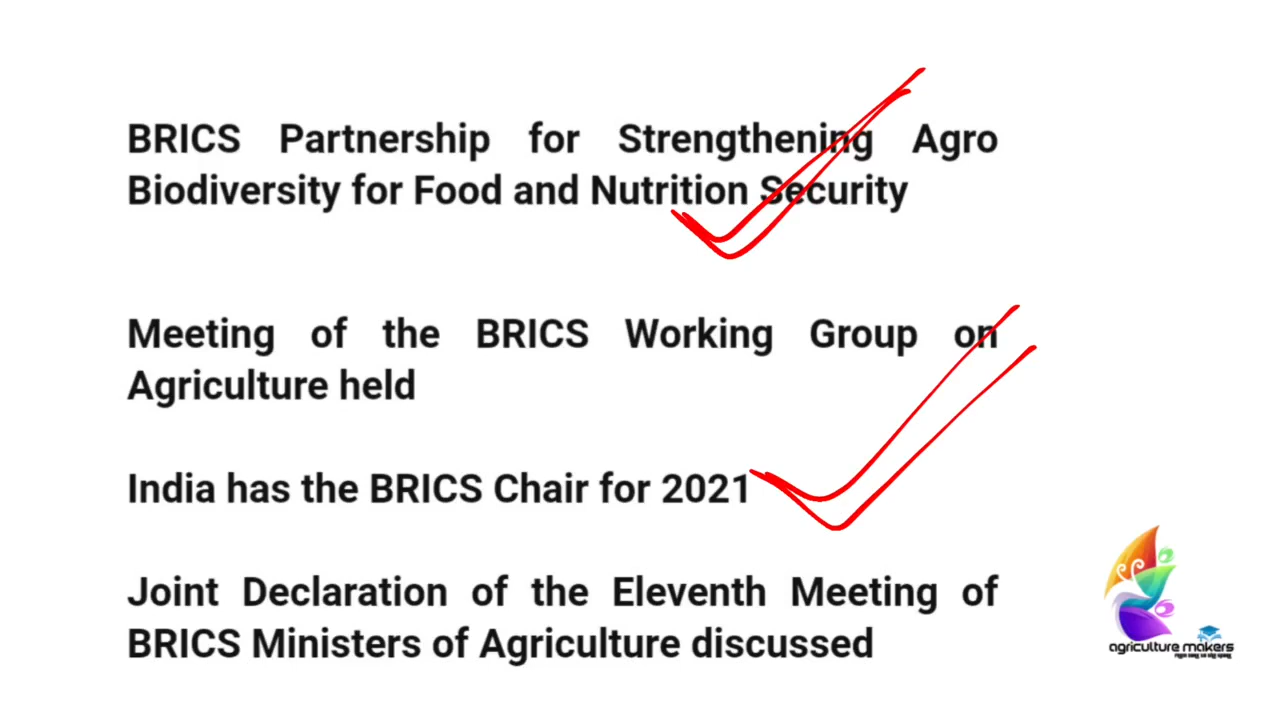 BRICS Partnership for Strengthening Agro
Biodiversity for Food and Nutrition Security
Meeting of the BRICS Working Group on
Agriculture held
India has the BRICS Chair for 2021
Joint Declaration of the Eleventh Meeting of
BRICS Ministers of Agriculture discussed
agriculture makers